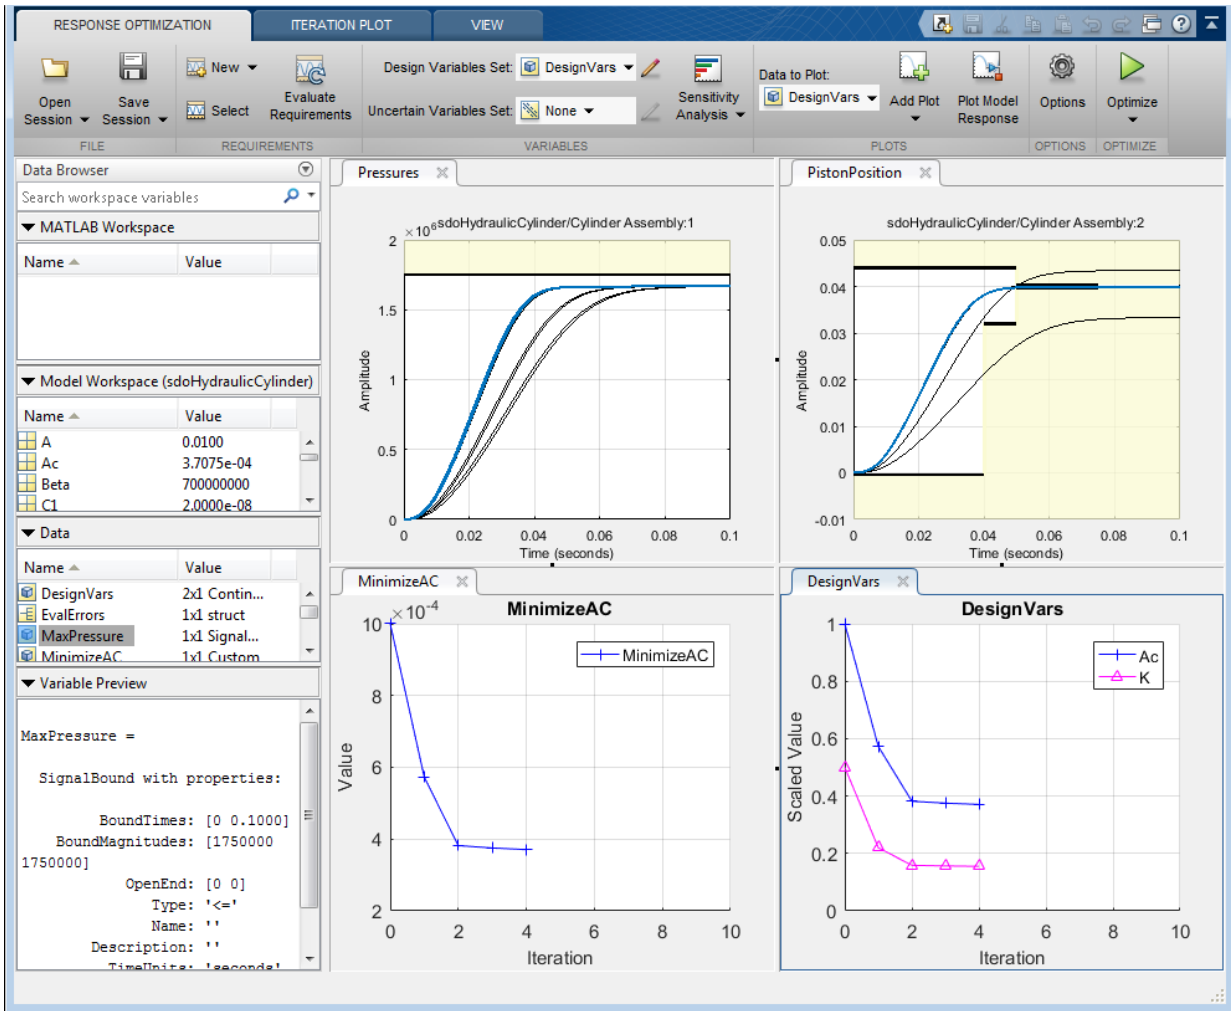 RESPONSE OPTIMIZATION ITERATION PLOT VIEW
New Design Variables Set: DesignVars Data to Plot:
Open Session Save Session Select Evaluate Requirements Uncertain Variables Set: None Sensitivity Analysis DesignVars Add Plot Plot Model Response Options Optimize
FILE REQUIREMENTS VARIABLES PLOTS OPTIONS OPTIMIZE
Data Browser
Search workspace variables
MATLAB Workspace
Name Value
Model Workspace (sdoHydraulicCylinder)
Name Value
A 0.0100
Ac 3.7075e-04
Beta 700000000
C1 2.0000e-08
Data
Name Value
DesignVars 2x1 Contin...
EvalErrors 1x1 struct
MaxPressure 1x1 Signal...
MinimizeAC 1x1 Custom
Variable Preview
MaxPressure =
SignalBound with properties:
BoundTimes: [0 0.1000]
BoundMagnitudes: [1750000
1750000]
OpenEnd: [0 0]
Type: '<='
Name: ''
Description: ''
TimeUnits: 'seconds'
Pressures
×10⁶ sdoHydraulicCylinder/Cylinder Assembly:1
2
1.5
1
0.5
0
Amplitude
0 0.02 0.04 0.06 0.08 0.1
Time (seconds)
PistonPosition
sdoHydraulicCylinder/Cylinder Assembly:2
0.05
0.04
0.03
0.02
0.01
0
-0.01
Amplitude
0 0.02 0.04 0.06 0.08 0.1
Time (seconds)
MinimizeAC
×10⁻⁴ MinimizeAC
10
8
6
4
2
Value
MinimizeAC
0 2 4 6 8 10
Iteration
DesignVars
DesignVars
1
0.8
0.6
0.4
0.2
0
Scaled Value
Ac
K
0 2 4 6 8 10
Iteration